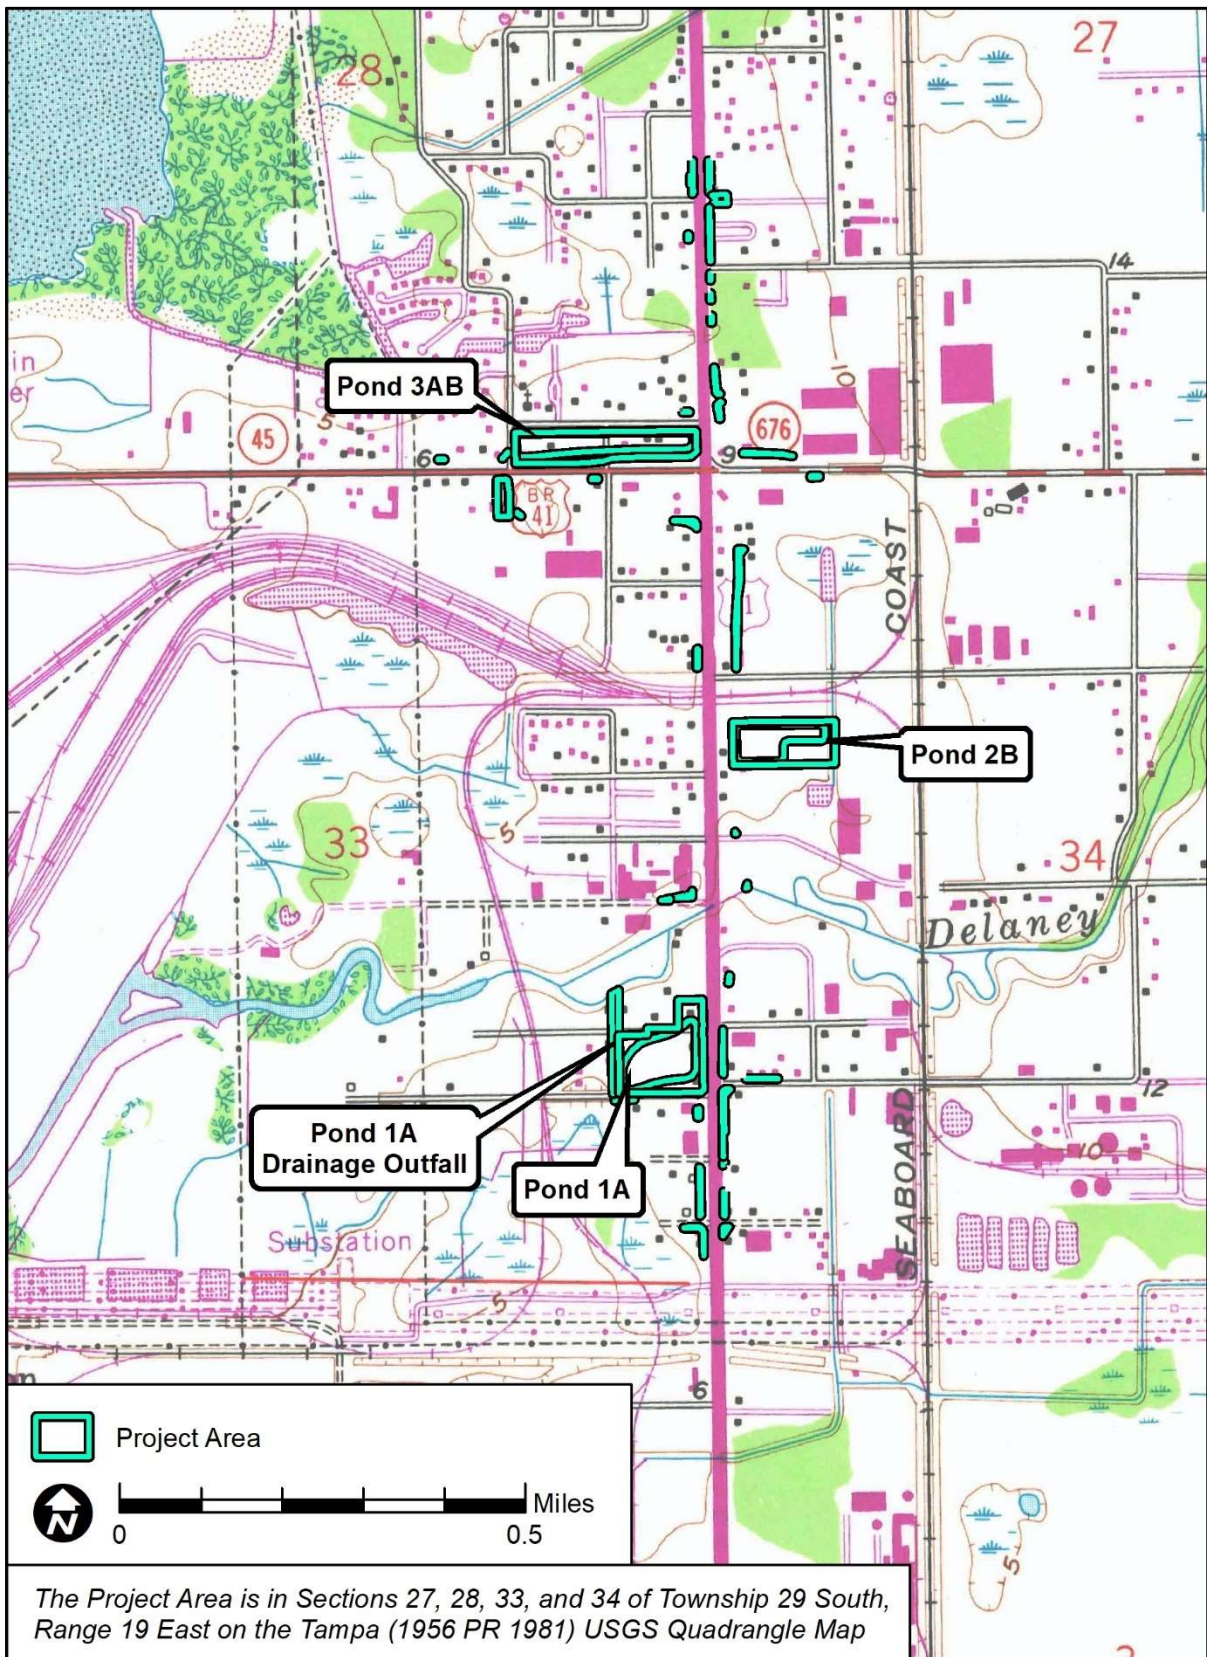 27
28
14
in
er
Pond 3AB
5
10
45
676
6
9
BR
41
COAST
1
Pond 2B
5
33
34
Delaney
Pond 1A
Drainage Outfall
Pond 1A
12
SEABOARD
10
Substation
5
6
Project Area
N
Miles
0
0.5
5
The Project Area is in Sections 27, 28, 33, and 34 of Township 29 South,
Range 19 East on the Tampa (1956 PR 1981) USGS Quadrangle Map